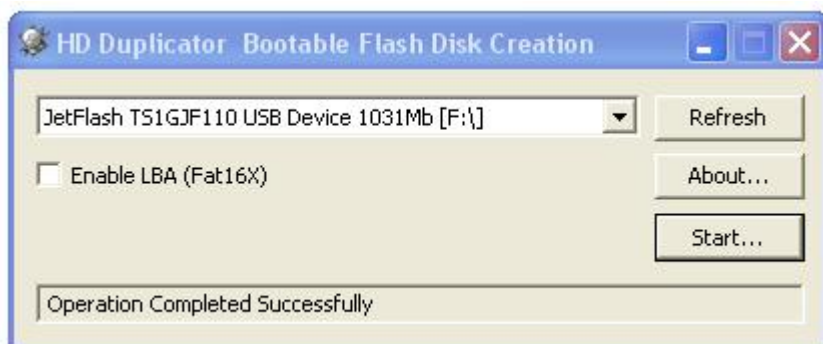 HD Duplicator Bootable Flash Disk Creation
JetFlash TS1GJF110 USB Device 1031Mb [F:\]
Refresh
Enable LBA (Fat16X)
About...
Start...
Operation Completed Successfully